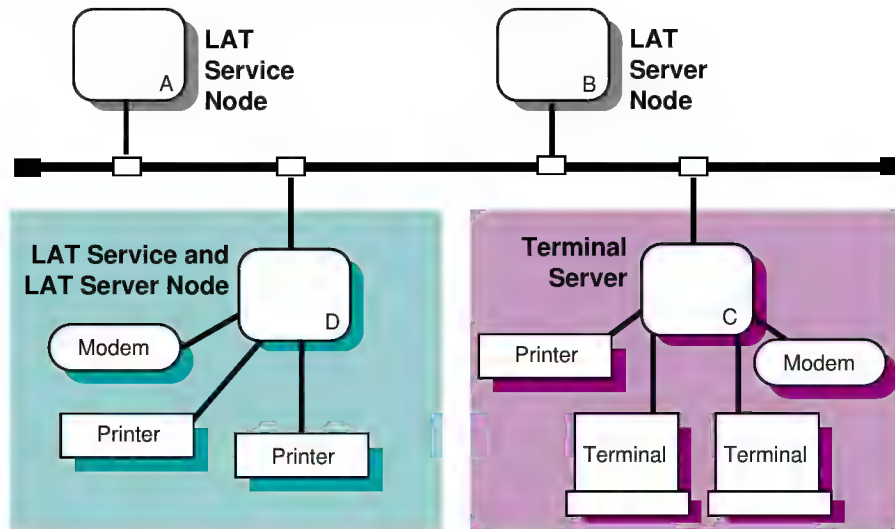 LAT
Service
Node
A
LAT
Server
Node
B
LAT Service and
LAT Server Node
D
Modem
Printer
Printer
Terminal
Server
C
Printer
Modem
Terminal
Terminal